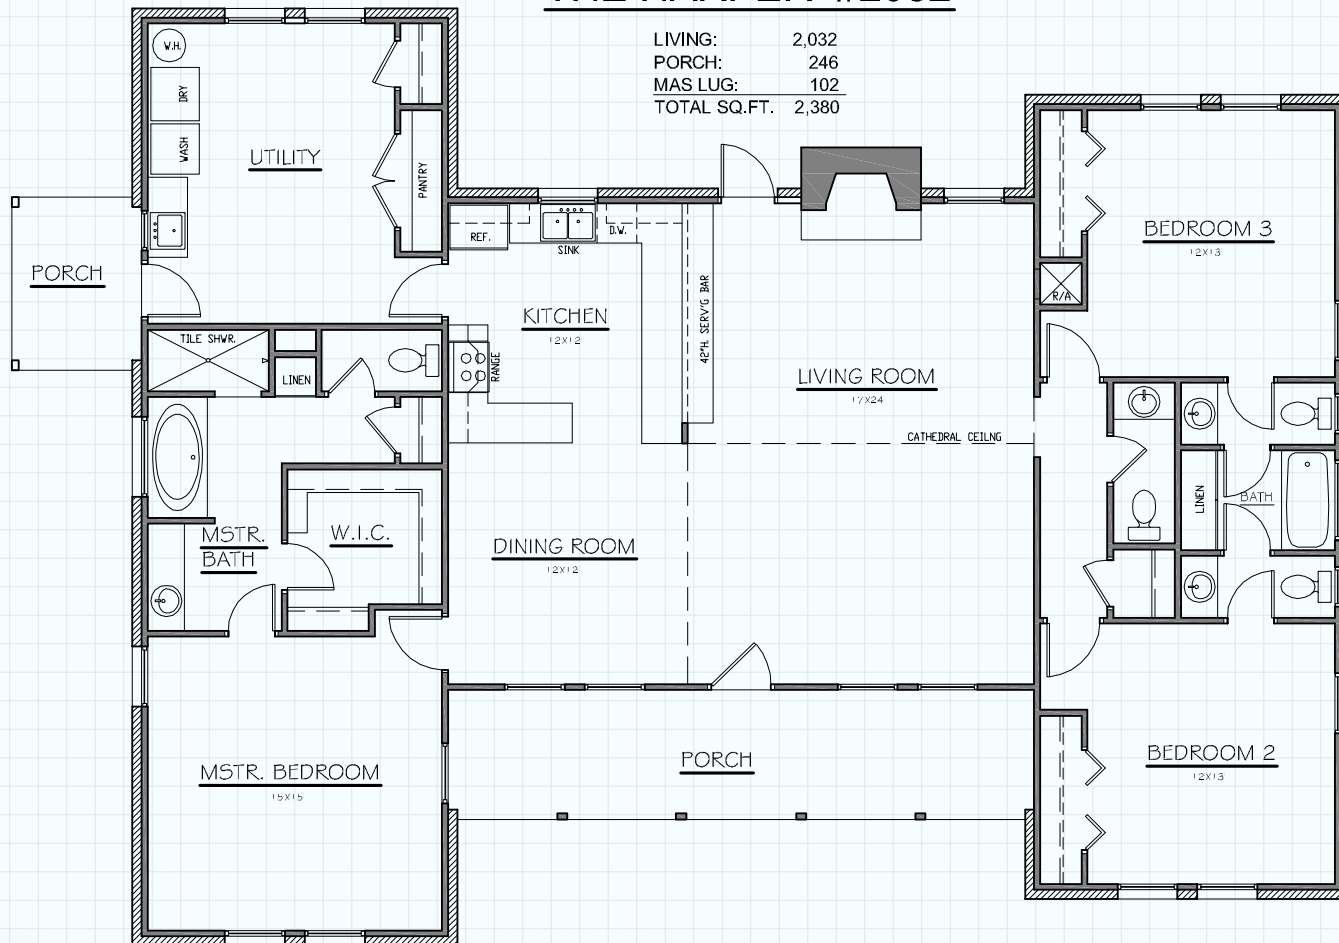 LIVING: 2,032
PORCH: 246
MAS LUG: 102
TOTAL SQ.FT. 2,380
W.H.
DRY
WASH
UTILITY
PANTRY
PORCH
REF.
SINK
D.W.
KITCHEN
12X12
RANGE
42"H. SERV'G BAR
LIVING ROOM
17X24
CATHEDRAL CEILNG
BEDROOM 3
12X13
R/A
TILE SHWR.
LINEN
MSTR.
BATH
W.I.C.
DINING ROOM
12X12
LINEN
BATH
MSTR. BEDROOM
15X15
PORCH
BEDROOM 2
12X13